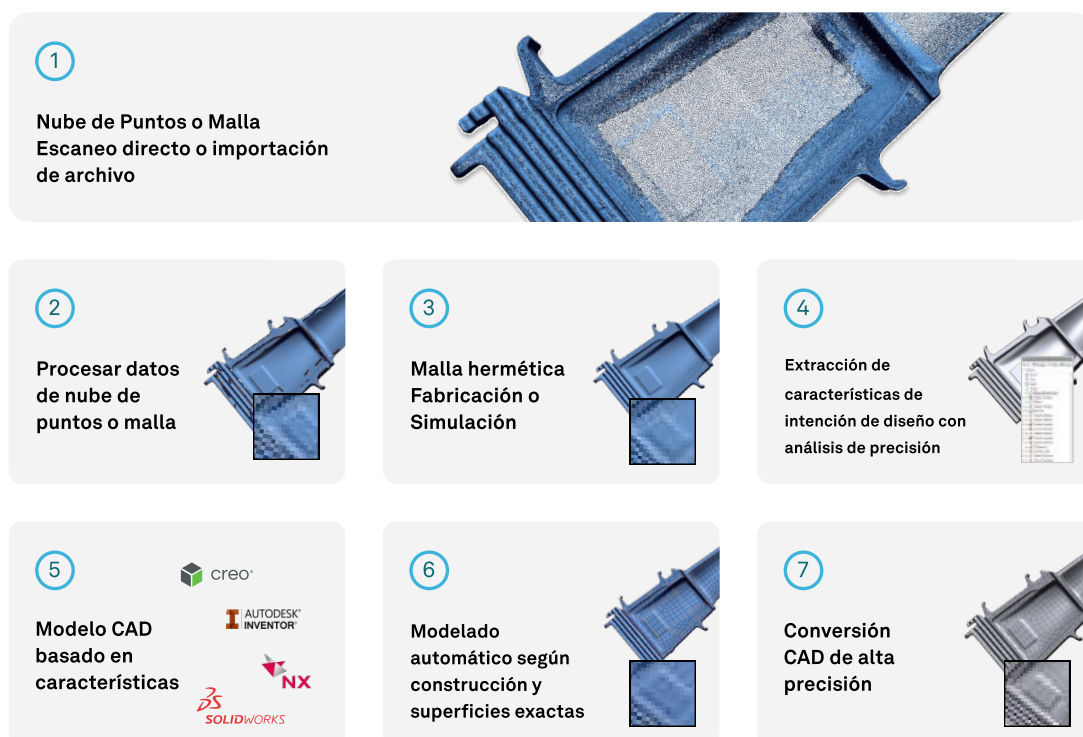 1
Nube de Puntos o Malla
Escaneo directo o importación
de archivo
2
Procesar datos
de nube de
puntos o malla
3
Malla hermética
Fabricación o
Simulación
4
Extracción de
características de
intención de diseño con
análisis de precisión
5
creo®
Modelo CAD
basado en
características
AUTODESK®
INVENTOR®
NX
SOLIDWORKS
6
Modelado
automático según
construcción y
superficies exactas
7
Conversión
CAD de alta
precisión